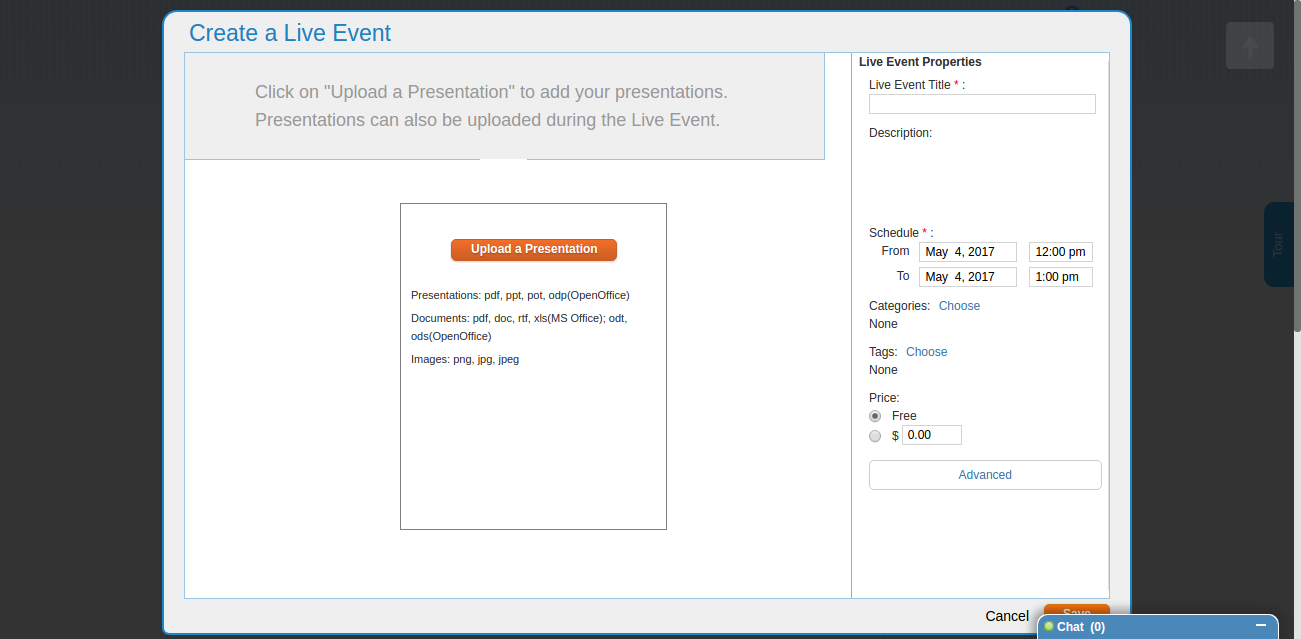 Create a Live Event
Click on "Upload a Presentation" to add your presentations.
Presentations can also be uploaded during the Live Event.
Upload a Presentation
Presentations: pdf, ppt, pot, odp(OpenOffice)
Documents: pdf, doc, rtf, xls(MS Office); odt,
ods(OpenOffice)
Images: png, jpg, jpeg
Live Event Properties
Live Event Title * :
Description:
Schedule * :
From May 4, 2017 12:00 pm
To May 4, 2017 1:00 pm
Categories: Choose
None
Tags: Choose
None
Price:
Free
$ 0.00
Advanced
Cancel Save
Chat (0)
Tour